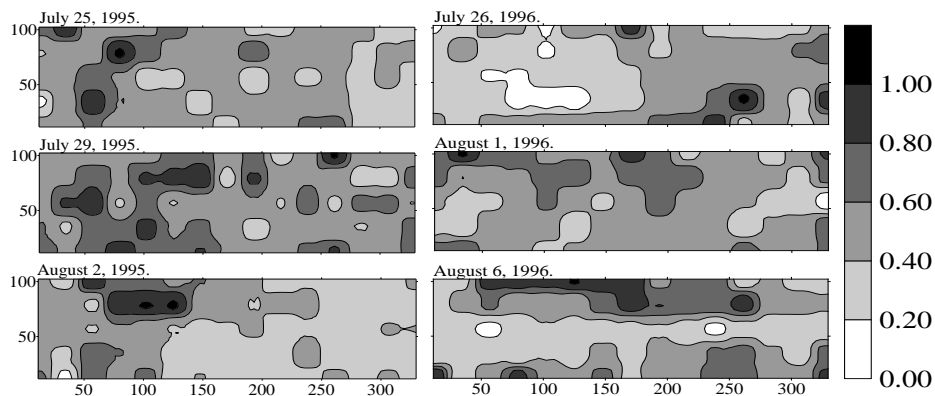 July 25, 1995.
100
50
July 26, 1996.
July 29, 1995.
100
50
August 1, 1996.
August 2, 1995.
100
50
50 100 150 200 250 300
August 6, 1996.
50 100 150 200 250 300
1.00
0.80
0.60
0.40
0.20
0.00